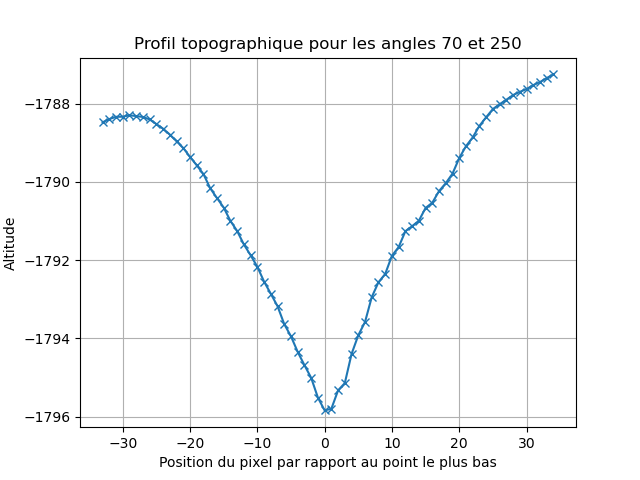 Profil topographique pour les angles 70 et 250
Altitude
−1788
−1790
−1792
−1794
−1796
−30 −20 −10 0 10 20 30
Position du pixel par rapport au point le plus bas